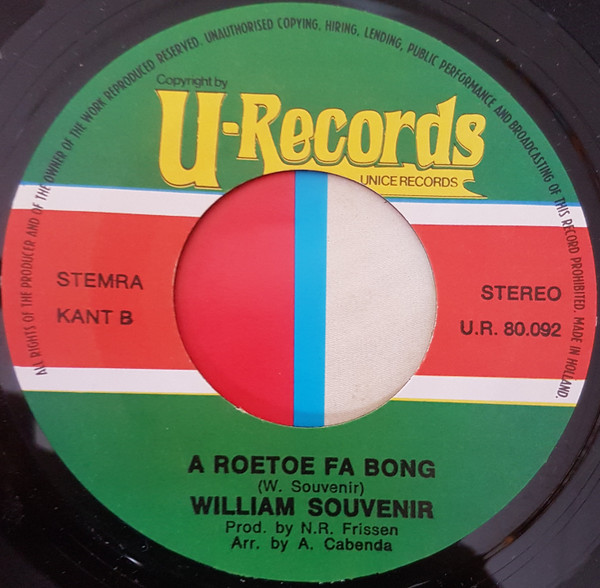 ALL RIGHTS OF THE PRODUCER AND OF THE OWNER OF THE WORK REPRODUCED RESERVED. UNAUTHORISED COPYING, HIRING, LENDING, PUBLIC PERFORMANCE AND BROADCASTING OF THIS RECORD PROHIBITED. MADE IN HOLLAND.
Copyright by
U-Records
UNICE RECORDS
STEMRA
KANT B
STEREO
U.R. 80.092
A ROETOE FA BONG
(W. Souvenir)
WILLIAM SOUVENIR
Prod. by N.R. Frissen
Arr. by A. Cabenda